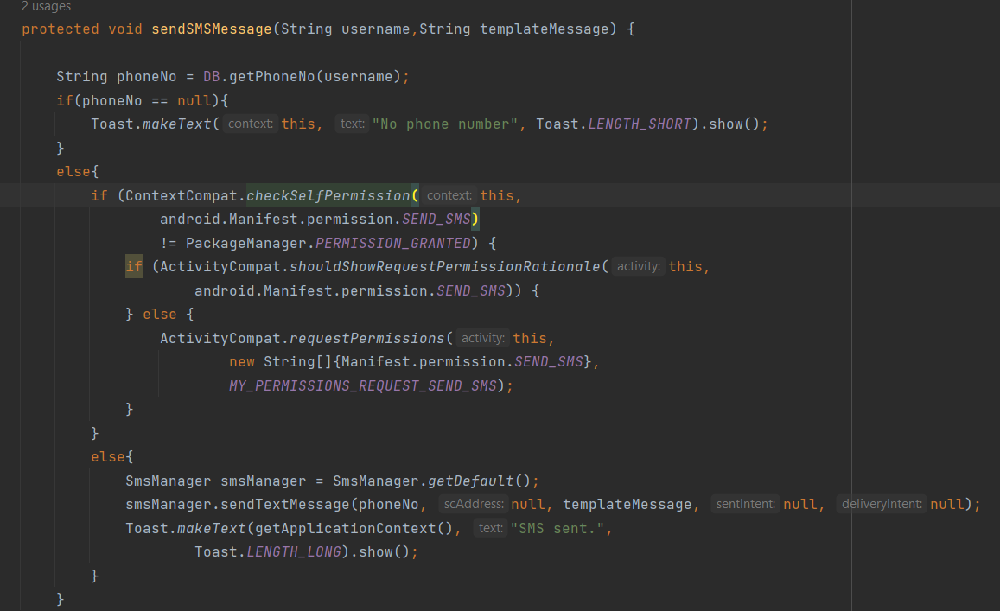 2 usages
protected void sendSMSMessage(String username,String templateMessage) {
String phoneNo = DB.getPhoneNo(username);
if(phoneNo == null){
Toast.makeText( context: this, text: "No phone number", Toast.LENGTH_SHORT).show();
}
else{
if (ContextCompat.checkSelfPermission( context: this,
android.Manifest.permission.SEND_SMS)
!= PackageManager.PERMISSION_GRANTED) {
if (ActivityCompat.shouldShowRequestPermissionRationale( activity: this,
android.Manifest.permission.SEND_SMS)) {
} else {
ActivityCompat.requestPermissions( activity: this,
new String[]{Manifest.permission.SEND_SMS},
MY_PERMISSIONS_REQUEST_SEND_SMS);
}
}
else{
SmsManager smsManager = SmsManager.getDefault();
smsManager.sendTextMessage(phoneNo, scAddress: null, templateMessage, sentIntent: null, deliveryIntent: null);
Toast.makeText(getApplicationContext(), text: "SMS sent.",
Toast.LENGTH_LONG).show();
}
}